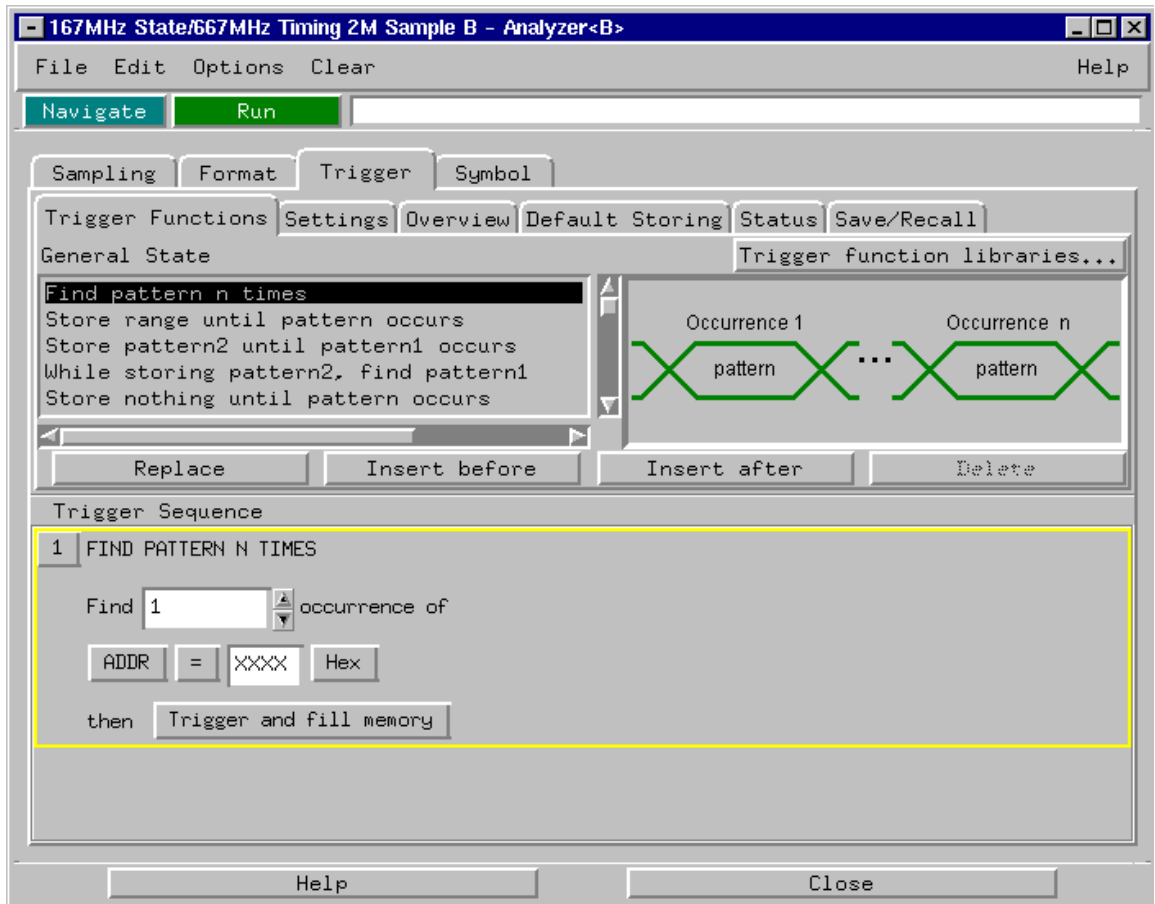 167MHz State/667MHz Timing 2M Sample B - Analyzer<B>
File Edit Options Clear Help
Navigate Run
Sampling Format Trigger Symbol
Trigger Functions Settings Overview Default Storing Status Save/Recall
General State Trigger function libraries...
Find pattern n times
Store range until pattern occurs
Store pattern2 until pattern1 occurs
While storing pattern2, find pattern1
Store nothing until pattern occurs
Occurrence 1 Occurrence n
pattern ... pattern
Replace Insert before Insert after Delete
Trigger Sequence
1 FIND PATTERN N TIMES
Find 1 occurrence of
ADDR = XXXX Hex
then Trigger and fill memory
Help Close